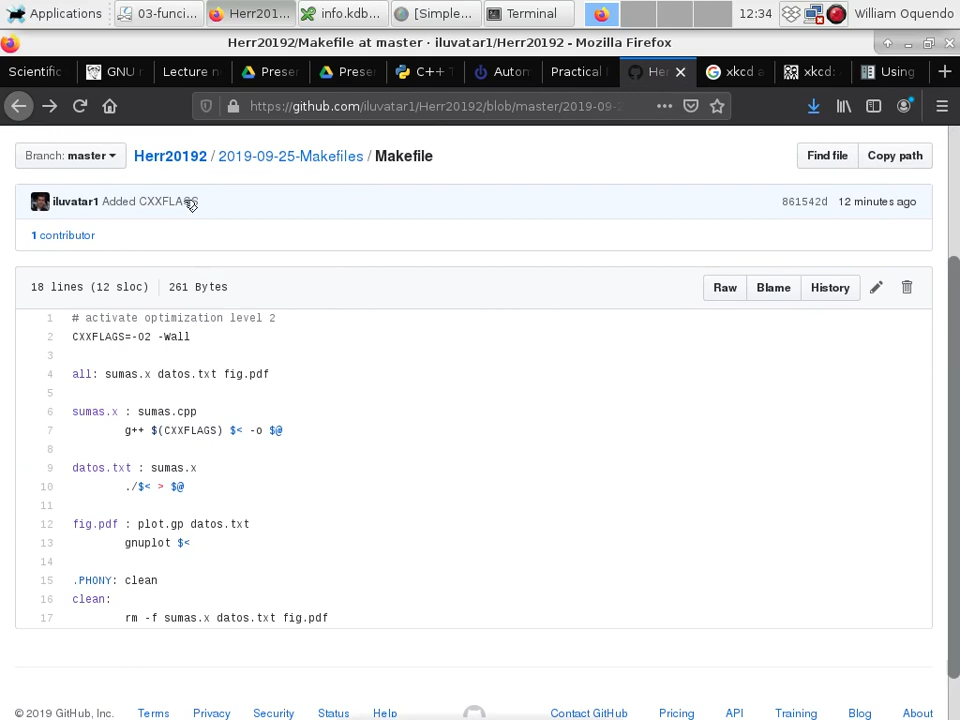 Applications 03-funci... Herr201... info.kdb... [Simple... Terminal 12:34 William Oquendo
Herr20192/Makefile at master · iluvatar1/Herr20192 - Mozilla Firefox
Scientific GNU Lecture Preser Preser C++ T Autom Practical Her xkcd xkcd: Using
https://github.com/iluvatar1/Herr20192/blob/master/2019-09-2
Branch: master Herr20192 / 2019-09-25-Makefiles / Makefile Find file Copy path
iluvatar1 Added CXXFLAGS 861542d 12 minutes ago
1 contributor
18 lines (12 sloc) 261 Bytes Raw Blame History
1 # activate optimization level 2
2 CXXFLAGS=-O2 -Wall
3
4 all: sumas.x datos.txt fig.pdf
5
6 sumas.x : sumas.cpp
7 g++ $(CXXFLAGS) $< -o $@
8
9 datos.txt : sumas.x
10 ./$< > $@
11
12 fig.pdf : plot.gp datos.txt
13 gnuplot $<
14
15 .PHONY: clean
16 clean:
17 rm -f sumas.x datos.txt fig.pdf
© 2019 GitHub, Inc. Terms Privacy Security Status Help Contact GitHub Pricing API Training Blog About